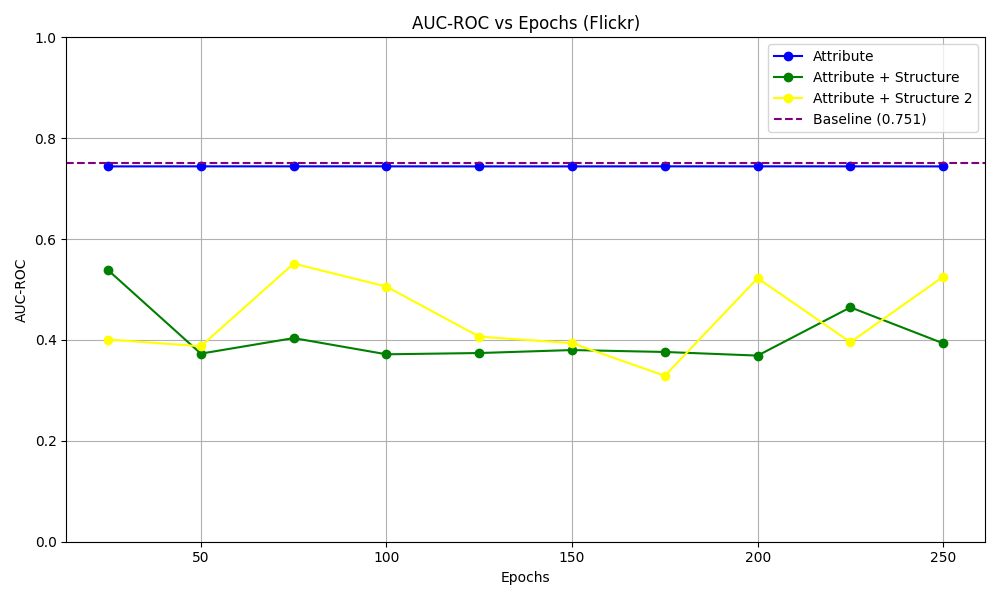 AUC-ROC vs Epochs (Flickr)
1.0
0.8
0.6
0.4
0.2
0.0
AUC-ROC
Attribute
Attribute + Structure
Attribute + Structure 2
Baseline (0.751)
50
100
150
200
250
Epochs